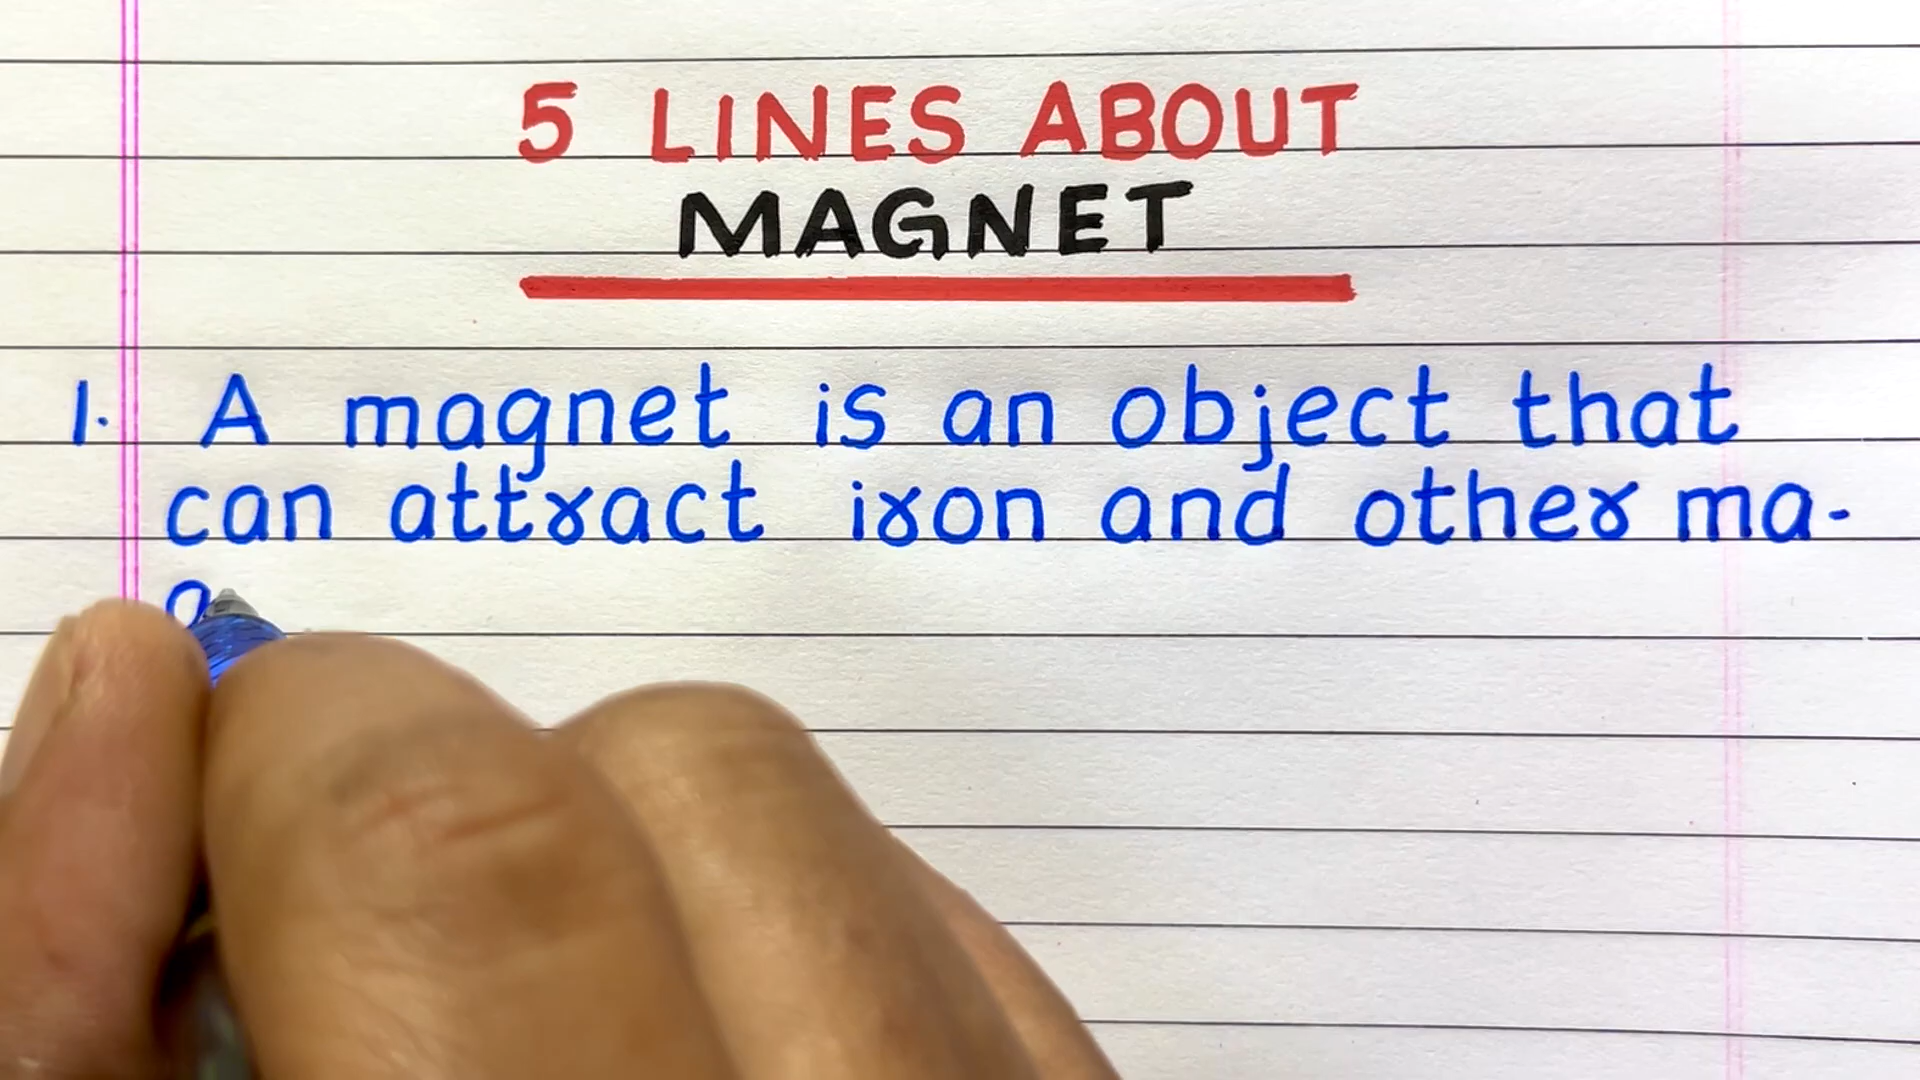 5 LINES ABOUT
MAGNET
1. A magnet is an object that
can attract iron and other ma-